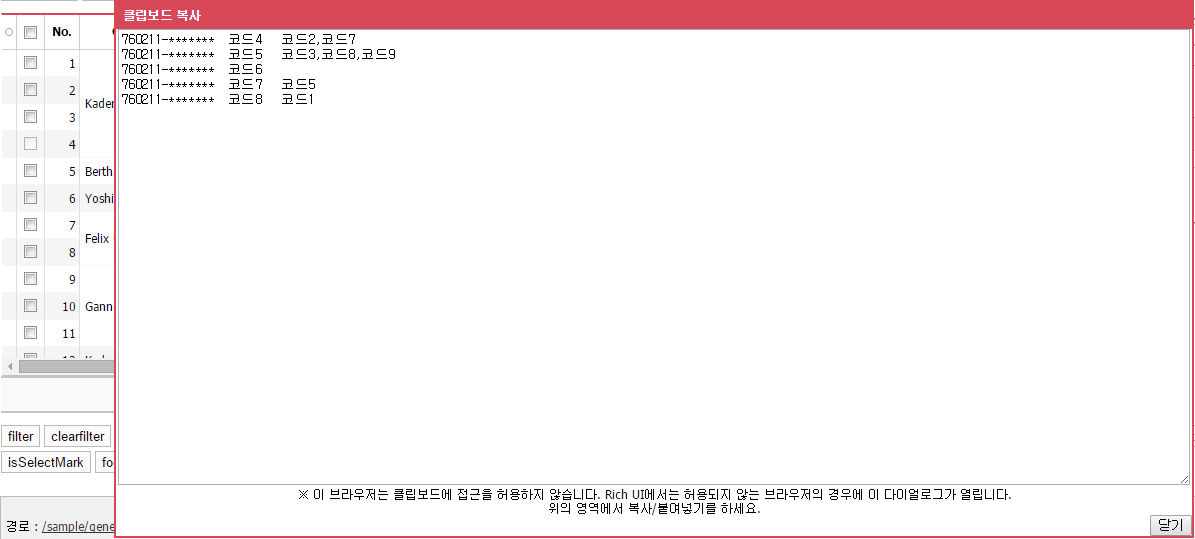 클립보드 복사
760211-******* 코드4 코드2,코드7
760211-******* 코드5 코드3,코드8,코드9
760211-******* 코드6
760211-******* 코드7 코드5
760211-******* 코드8 코드1
No.
1
2
Kader
3
4
5 Berth
6 Yoshi
7
Felix
8
9
10 Gann
11
filter clearfilter
isSelectMark fo
경로 : /sample/gene
※ 이 브라우저는 클립보드에 접근을 허용하지 않습니다. Rich UI에서는 허용되지 않는 브라우저의 경우에 이 다이얼로그가 열립니다.
위의 영역에서 복사/붙여넣기를 하세요.
닫기